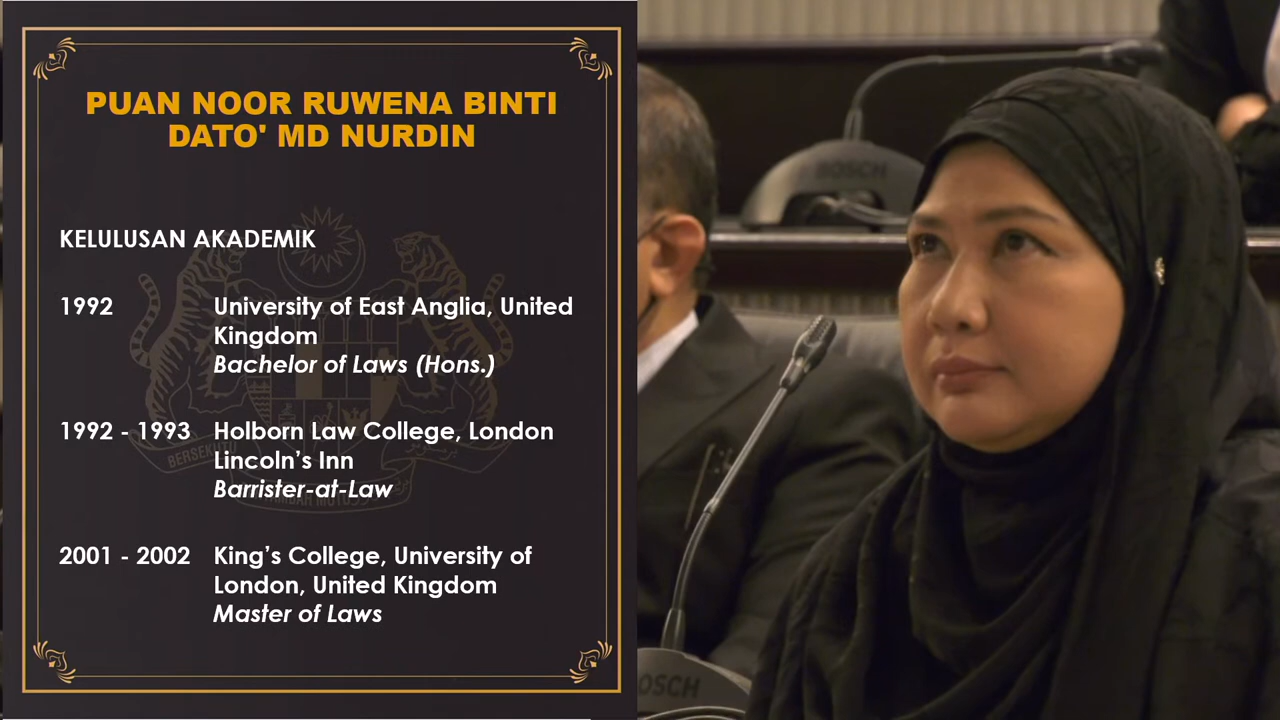 PUAN NOOR RUWENA BINTI
DATO' MD NURDIN
KELULUSAN AKADEMIK
1992 University of East Anglia, United
Kingdom
Bachelor of Laws (Hons.)
1992 - 1993 Holborn Law College, London
Lincoln's Inn
Barrister-at-Law
2001 - 2002 King's College, University of
London, United Kingdom
Master of Laws
BERSEKUTU
BOSCH
OSCH